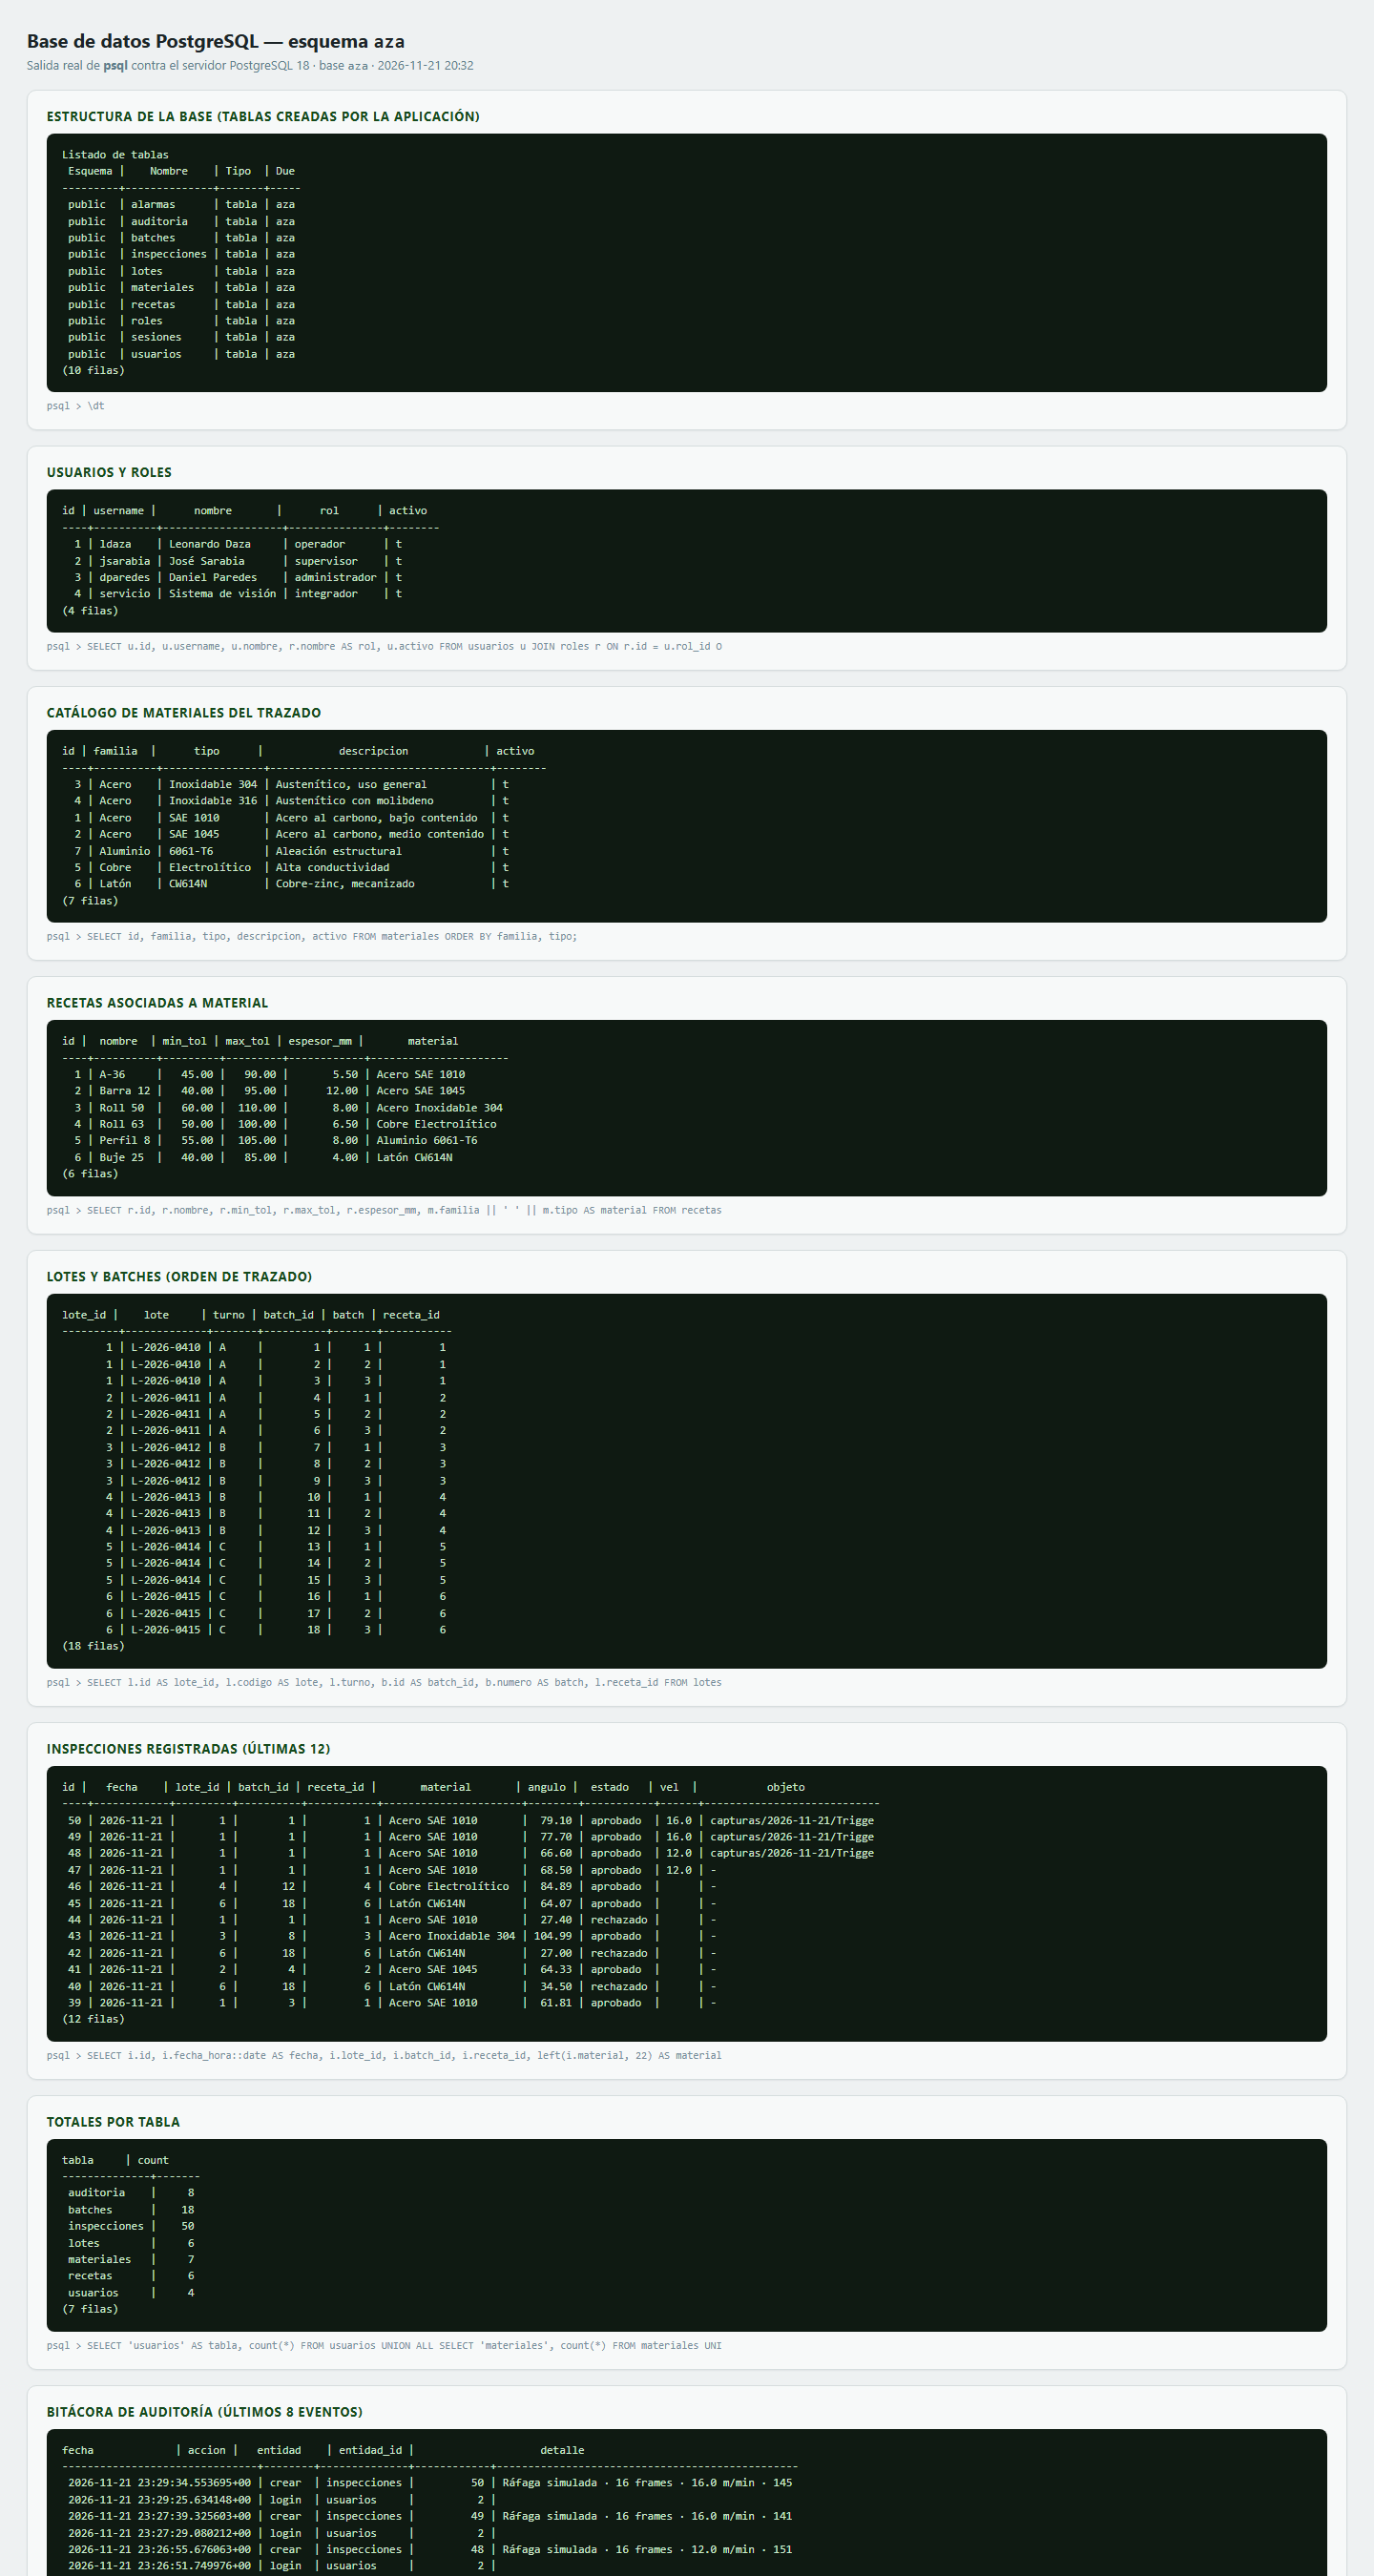 Base de datos PostgreSQL — esquema aza
Salida real de psql contra el servidor PostgreSQL 18 · base aza · 2026-11-21 20:32
ESTRUCTURA DE LA BASE (TABLAS CREADAS POR LA APLICACIÓN)
Listado de tablas
 Esquema |    Nombre    | Tipo  | Due
---------+--------------+-------+-----
 public  | alarmas      | tabla | aza
 public  | auditoria    | tabla | aza
 public  | batches      | tabla | aza
 public  | inspecciones | tabla | aza
 public  | lotes        | tabla | aza
 public  | materiales   | tabla | aza
 public  | recetas      | tabla | aza
 public  | roles        | tabla | aza
 public  | sesiones     | tabla | aza
 public  | usuarios     | tabla | aza
(10 filas)
psql > \dt
USUARIOS Y ROLES
id | username |      nombre       |      rol      | activo
----+----------+-------------------+---------------+--------
  1 | ldaza    | Leonardo Daza     | operador      | t
  2 | jsarabia | José Sarabia      | supervisor    | t
  3 | dparedes | Daniel Paredes    | administrador | t
  4 | servicio | Sistema de visión | integrador    | t
(4 filas)
psql > SELECT u.id, u.username, u.nombre, r.nombre AS rol, u.activo FROM usuarios u JOIN roles r ON r.id = u.rol_id O
CATÁLOGO DE MATERIALES DEL TRAZADO
id | familia  |      tipo      |            descripcion            | activo
----+----------+----------------+-----------------------------------+--------
  3 | Acero    | Inoxidable 304 | Austenítico, uso general          | t
  4 | Acero    | Inoxidable 316 | Austenítico con molibdeno         | t
  1 | Acero    | SAE 1010       | Acero al carbono, bajo contenido  | t
  2 | Acero    | SAE 1045       | Acero al carbono, medio contenido | t
  7 | Aluminio | 6061-T6        | Aleación estructural              | t
  5 | Cobre    | Electrolítico  | Alta conductividad                | t
  6 | Latón    | CW614N         | Cobre-zinc, mecanizado            | t
(7 filas)
psql > SELECT id, familia, tipo, descripcion, activo FROM materiales ORDER BY familia, tipo;
RECETAS ASOCIADAS A MATERIAL
id |  nombre  | min_tol | max_tol | espesor_mm |       material
----+----------+---------+---------+------------+----------------------
  1 | A-36     |   45.00 |   90.00 |       5.50 | Acero SAE 1010
  2 | Barra 12 |   40.00 |   95.00 |      12.00 | Acero SAE 1045
  3 | Roll 50  |   60.00 |  110.00 |       8.00 | Acero Inoxidable 304
  4 | Roll 63  |   50.00 |  100.00 |       6.50 | Cobre Electrolítico
  5 | Perfil 8 |   55.00 |  105.00 |       8.00 | Aluminio 6061-T6
  6 | Buje 25  |   40.00 |   85.00 |       4.00 | Latón CW614N
(6 filas)
psql > SELECT r.id, r.nombre, r.min_tol, r.max_tol, r.espesor_mm, m.familia || ' ' || m.tipo AS material FROM recetas
LOTES Y BATCHES (ORDEN DE TRAZADO)
lote_id |    lote     | turno | batch_id | batch | receta_id
---------+-------------+-------+----------+-------+-----------
       1 | L-2026-0410 | A     |        1 |     1 |         1
       1 | L-2026-0410 | A     |        2 |     2 |         1
       1 | L-2026-0410 | A     |        3 |     3 |         1
       2 | L-2026-0411 | A     |        4 |     1 |         2
       2 | L-2026-0411 | A     |        5 |     2 |         2
       2 | L-2026-0411 | A     |        6 |     3 |         2
       3 | L-2026-0412 | B     |        7 |     1 |         3
       3 | L-2026-0412 | B     |        8 |     2 |         3
       3 | L-2026-0412 | B     |        9 |     3 |         3
       4 | L-2026-0413 | B     |       10 |     1 |         4
       4 | L-2026-0413 | B     |       11 |     2 |         4
       4 | L-2026-0413 | B     |       12 |     3 |         4
       5 | L-2026-0414 | C     |       13 |     1 |         5
       5 | L-2026-0414 | C     |       14 |     2 |         5
       5 | L-2026-0414 | C     |       15 |     3 |         5
       6 | L-2026-0415 | C     |       16 |     1 |         6
       6 | L-2026-0415 | C     |       17 |     2 |         6
       6 | L-2026-0415 | C     |       18 |     3 |         6
(18 filas)
psql > SELECT l.id AS lote_id, l.codigo AS lote, l.turno, b.id AS batch_id, b.numero AS batch, l.receta_id FROM lotes
INSPECCIONES REGISTRADAS (ÚLTIMAS 12)
id |   fecha    | lote_id | batch_id | receta_id |       material       | angulo |  estado   | vel  |           objeto
----+------------+---------+----------+-----------+----------------------+--------+-----------+------+----------------------------
 50 | 2026-11-21 |       1 |        1 |         1 | Acero SAE 1010       |  79.10 | aprobado  | 16.0 | capturas/2026-11-21/Trigge
 49 | 2026-11-21 |       1 |        1 |         1 | Acero SAE 1010       |  77.70 | aprobado  | 16.0 | capturas/2026-11-21/Trigge
 48 | 2026-11-21 |       1 |        1 |         1 | Acero SAE 1010       |  66.60 | aprobado  | 12.0 | capturas/2026-11-21/Trigge
 47 | 2026-11-21 |       1 |        1 |         1 | Acero SAE 1010       |  68.50 | aprobado  | 12.0 | -
 46 | 2026-11-21 |       4 |       12 |         4 | Cobre Electrolítico  |  84.89 | aprobado  |      | -
 45 | 2026-11-21 |       6 |       18 |         6 | Latón CW614N         |  64.07 | aprobado  |      | -
 44 | 2026-11-21 |       1 |        1 |         1 | Acero SAE 1010       |  27.40 | rechazado |      | -
 43 | 2026-11-21 |       3 |        8 |         3 | Acero Inoxidable 304 | 104.99 | aprobado  |      | -
 42 | 2026-11-21 |       6 |       18 |         6 | Latón CW614N         |  27.00 | rechazado |      | -
 41 | 2026-11-21 |       2 |        4 |         2 | Acero SAE 1045       |  64.33 | aprobado  |      | -
 40 | 2026-11-21 |       6 |       18 |         6 | Latón CW614N         |  34.50 | rechazado |      | -
 39 | 2026-11-21 |       1 |        3 |         1 | Acero SAE 1010       |  61.81 | aprobado  |      | -
(12 filas)
psql > SELECT i.id, i.fecha_hora::date AS fecha, i.lote_id, i.batch_id, i.receta_id, left(i.material, 22) AS material
TOTALES POR TABLA
tabla     | count
--------------+-------
 auditoria    |     8
 batches      |    18
 inspecciones |    50
 lotes        |     6
 materiales   |     7
 recetas      |     6
 usuarios     |     4
(7 filas)
psql > SELECT 'usuarios' AS tabla, count(*) FROM usuarios UNION ALL SELECT 'materiales', count(*) FROM materiales UNI
BITÁCORA DE AUDITORÍA (ÚLTIMOS 8 EVENTOS)
fecha             | accion |   entidad    | entidad_id |                    detalle
-------------------------------+--------+--------------+------------+------------------------------------------------
 2026-11-21 23:29:34.553695+00 | crear  | inspecciones |         50 | Ráfaga simulada · 16 frames · 16.0 m/min · 145
 2026-11-21 23:29:25.634148+00 | login  | usuarios     |          2 |
 2026-11-21 23:27:39.325603+00 | crear  | inspecciones |         49 | Ráfaga simulada · 16 frames · 16.0 m/min · 141
 2026-11-21 23:27:29.080212+00 | login  | usuarios     |          2 |
 2026-11-21 23:26:55.676063+00 | crear  | inspecciones |         48 | Ráfaga simulada · 16 frames · 12.0 m/min · 151
 2026-11-21 23:26:51.749976+00 | login  | usuarios     |          2 |